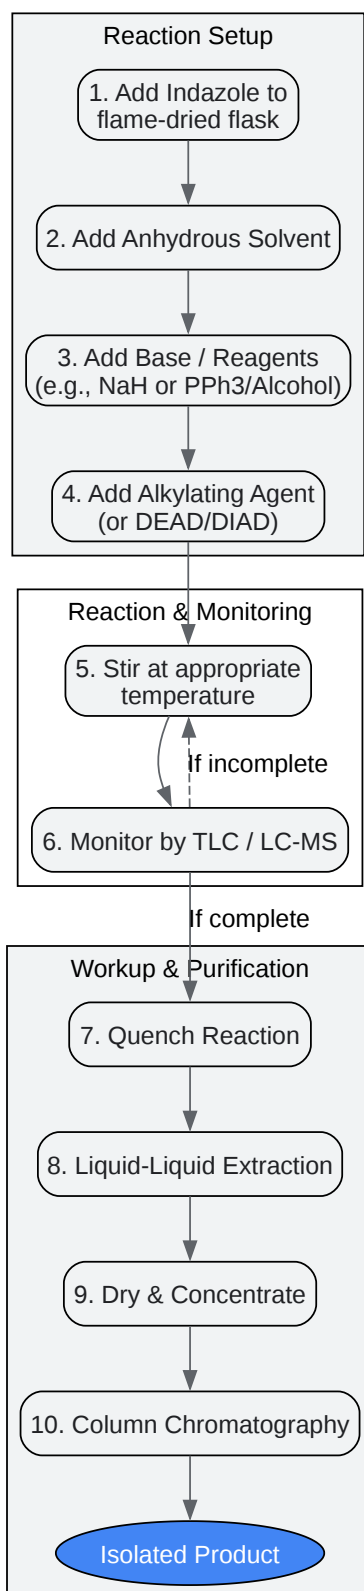 Reaction Setup
1. Add Indazole to
flame-dried flask
2. Add Anhydrous Solvent
3. Add Base / Reagents
(e.g., NaH or PPh3/Alcohol)
4. Add Alkylating Agent
(or DEAD/DIAD)
Reaction & Monitoring
5. Stir at appropriate
temperature
If incomplete
6. Monitor by TLC / LC-MS
If complete
Workup & Purification
7. Quench Reaction
8. Liquid-Liquid Extraction
9. Dry & Concentrate
10. Column Chromatography
Isolated Product